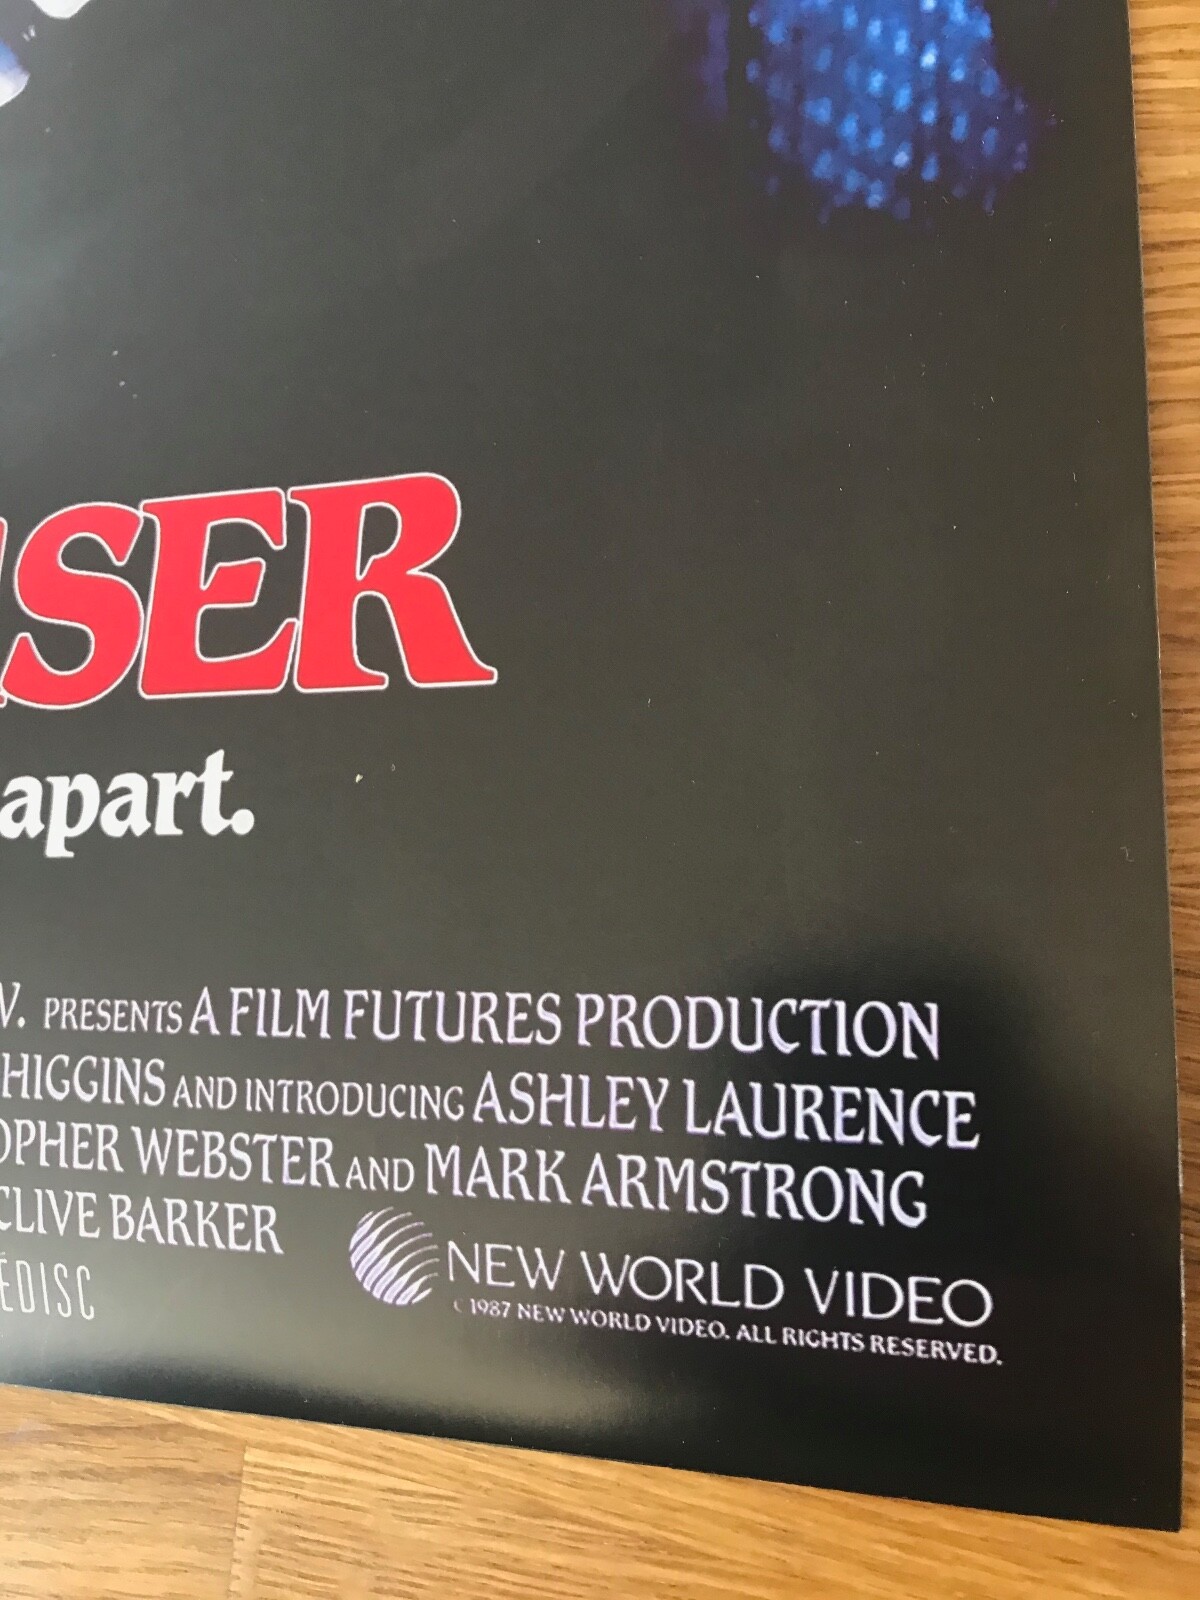 SER
apart.
V. PRESENTS A FILM FUTURES PRODUCTION
HIGGINS AND INTRODUCING ASHLEY LAURENCE
OPHER WEBSTER AND MARK ARMSTRONG
CLIVE BARKER
EDISC
NEW WORLD VIDEO
© 1987 NEW WORLD VIDEO. ALL RIGHTS RESERVED.